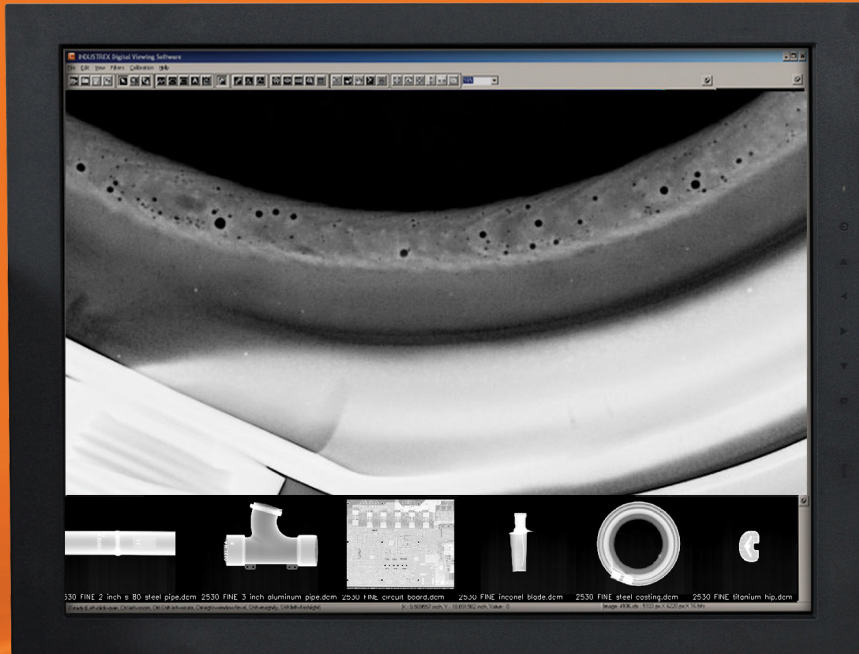 INDUSTREX Digital Viewing Software
File Edit View Filters Calibration Help
530 FINE 2 inch s 80 steel pipe.dcm
2530 FINE 3 inch aluminum pipe.dcm
2530 FINE circuit board.dcm
2530 FINE inconel blade.dcm
2530 FINE steel casting.dcm
2530 FINE titanium hip.dcm